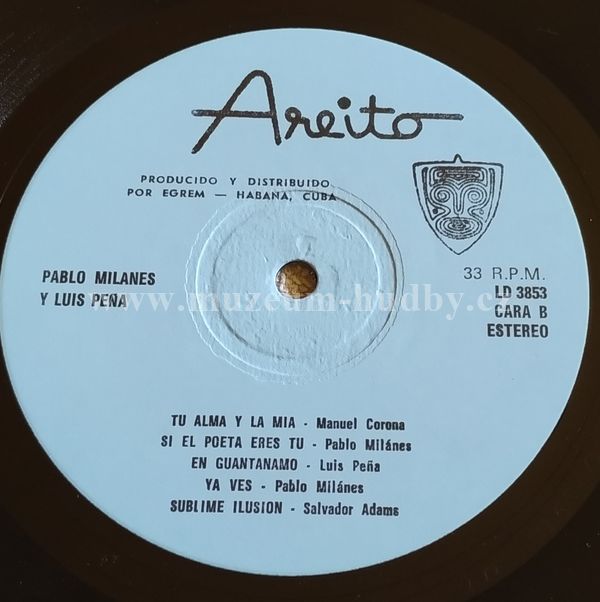 Areito
PRODUCIDO Y DISTRIBUIDO
POR EGREM — HABANA, CUBA
PABLO MILANES
Y LUIS PEÑA
33 R.P.M.
LD 3853
CARA B
ESTEREO
www.muzeum-hudby.cz
TU ALMA Y LA MIA - Manuel Corona
SI EL POETA ERES TU - Pablo Milánes
EN GUANTANAMO - Luis Peña
YA VES - Pablo Milánes
SUBLIME ILUSION - Salvador Adams